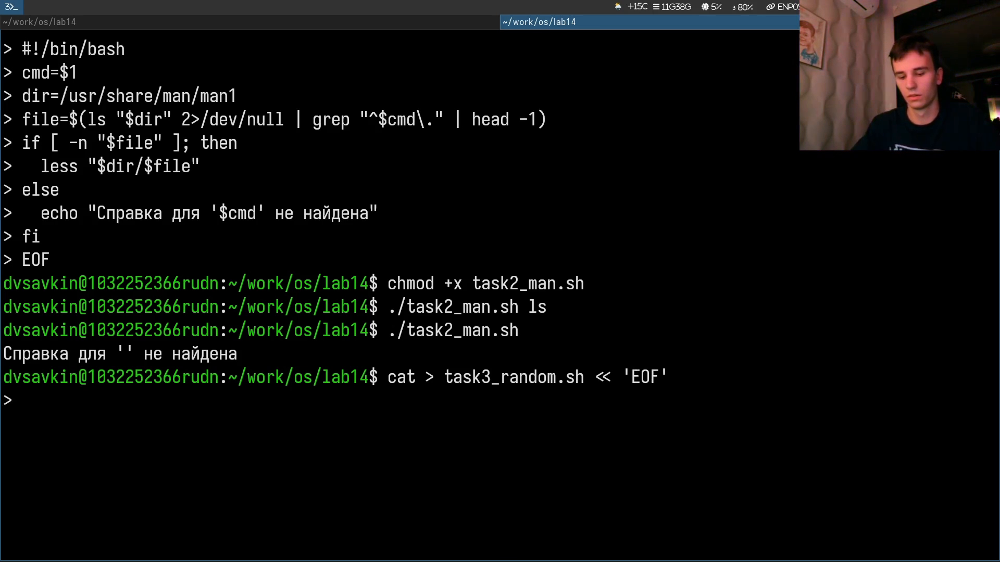 3>_ +15C 11G38G 5% 3 80% ENP0S
~/work/os/lab14 ~/work/os/lab14
> #!/bin/bash
> cmd=$1
> dir=/usr/share/man/man1
> file=$(ls "$dir" 2>/dev/null | grep "^$cmd\." | head -1)
> if [ -n "$file" ]; then
>   less "$dir/$file"
> else
>   echo "Справка для '$cmd' не найдена"
> fi
> EOF
dvsavkin@1032252366rudn:~/work/os/lab14$ chmod +x task2_man.sh
dvsavkin@1032252366rudn:~/work/os/lab14$ ./task2_man.sh ls
dvsavkin@1032252366rudn:~/work/os/lab14$ ./task2_man.sh
Справка для '' не найдена
dvsavkin@1032252366rudn:~/work/os/lab14$ cat > task3_random.sh << 'EOF'
>